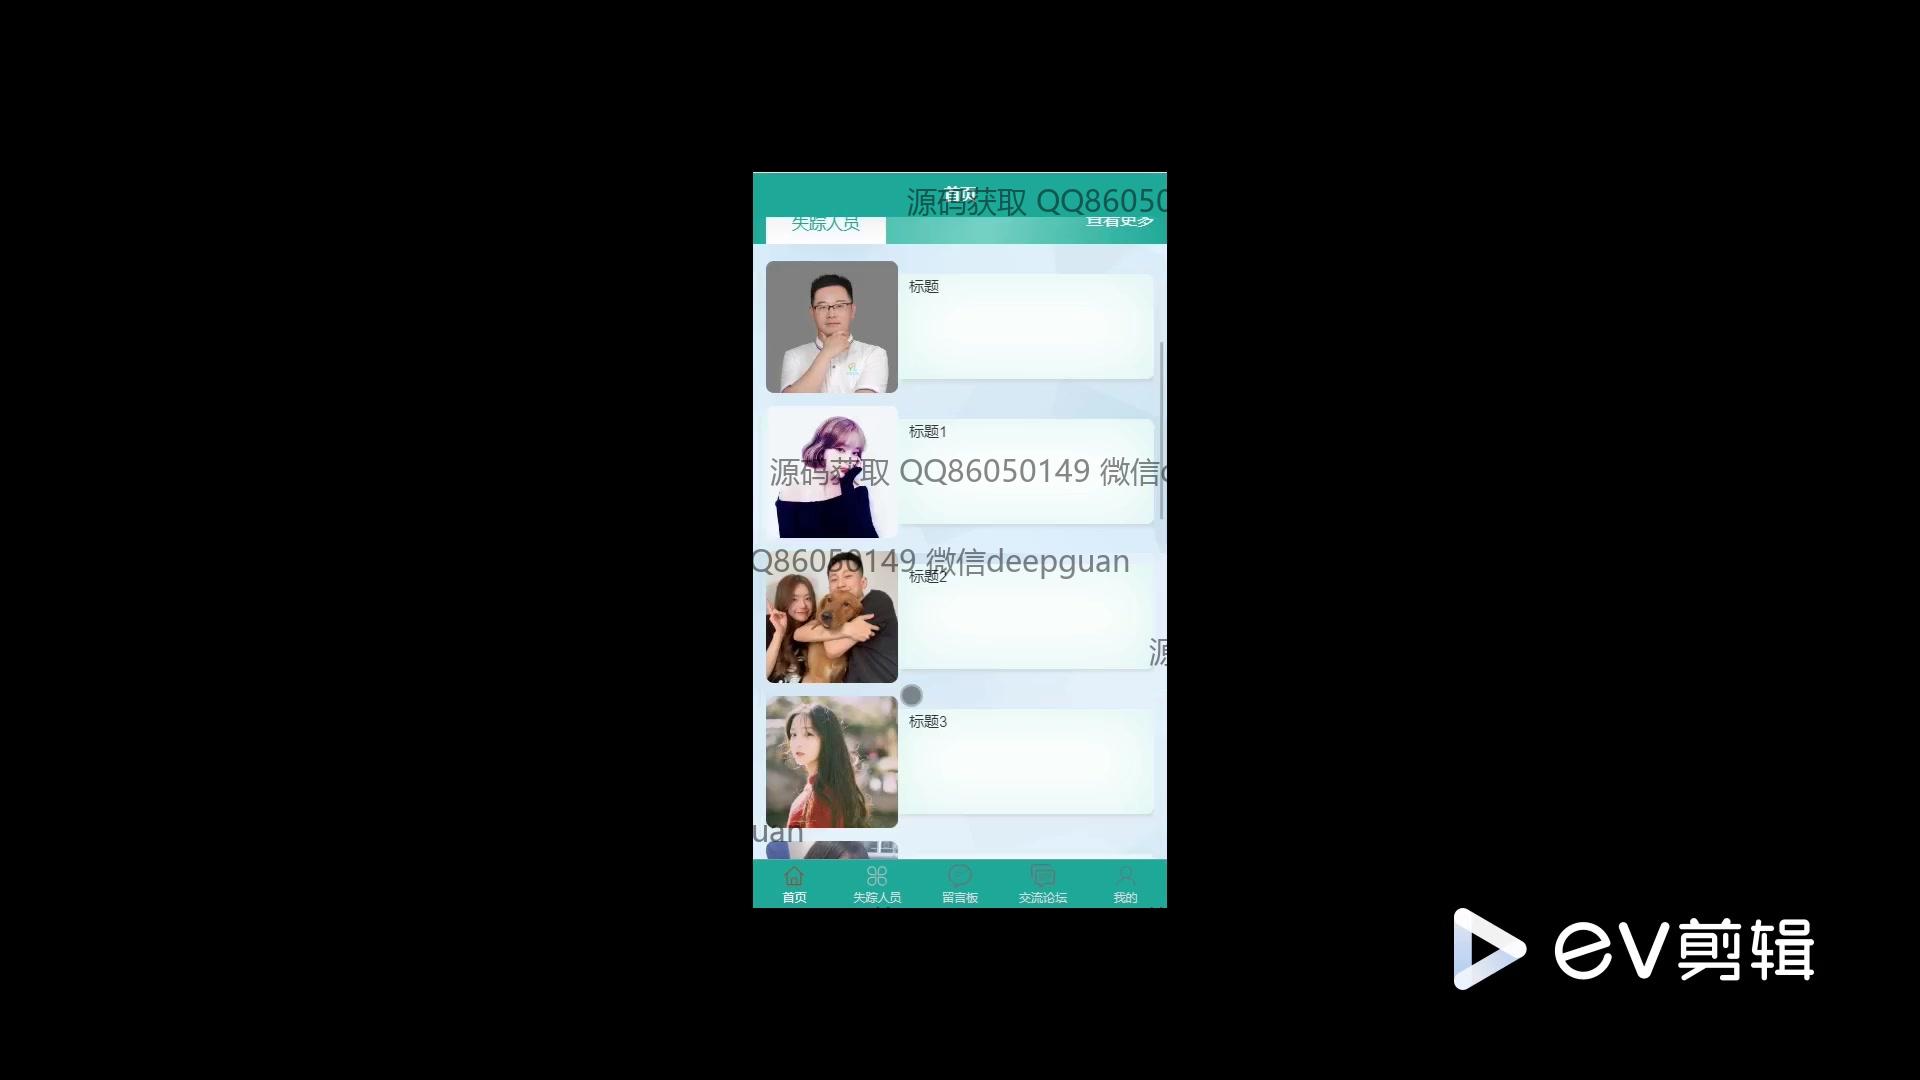 首页
源码获取 QQ86050
失踪人员
查看更多
标题
标题1
源码获取 QQ86050149 微信d
Q86050149 微信deepguan
标题2
源
标题3
uan
首页
失踪人员
留言板
交流论坛
我的
ev剪辑